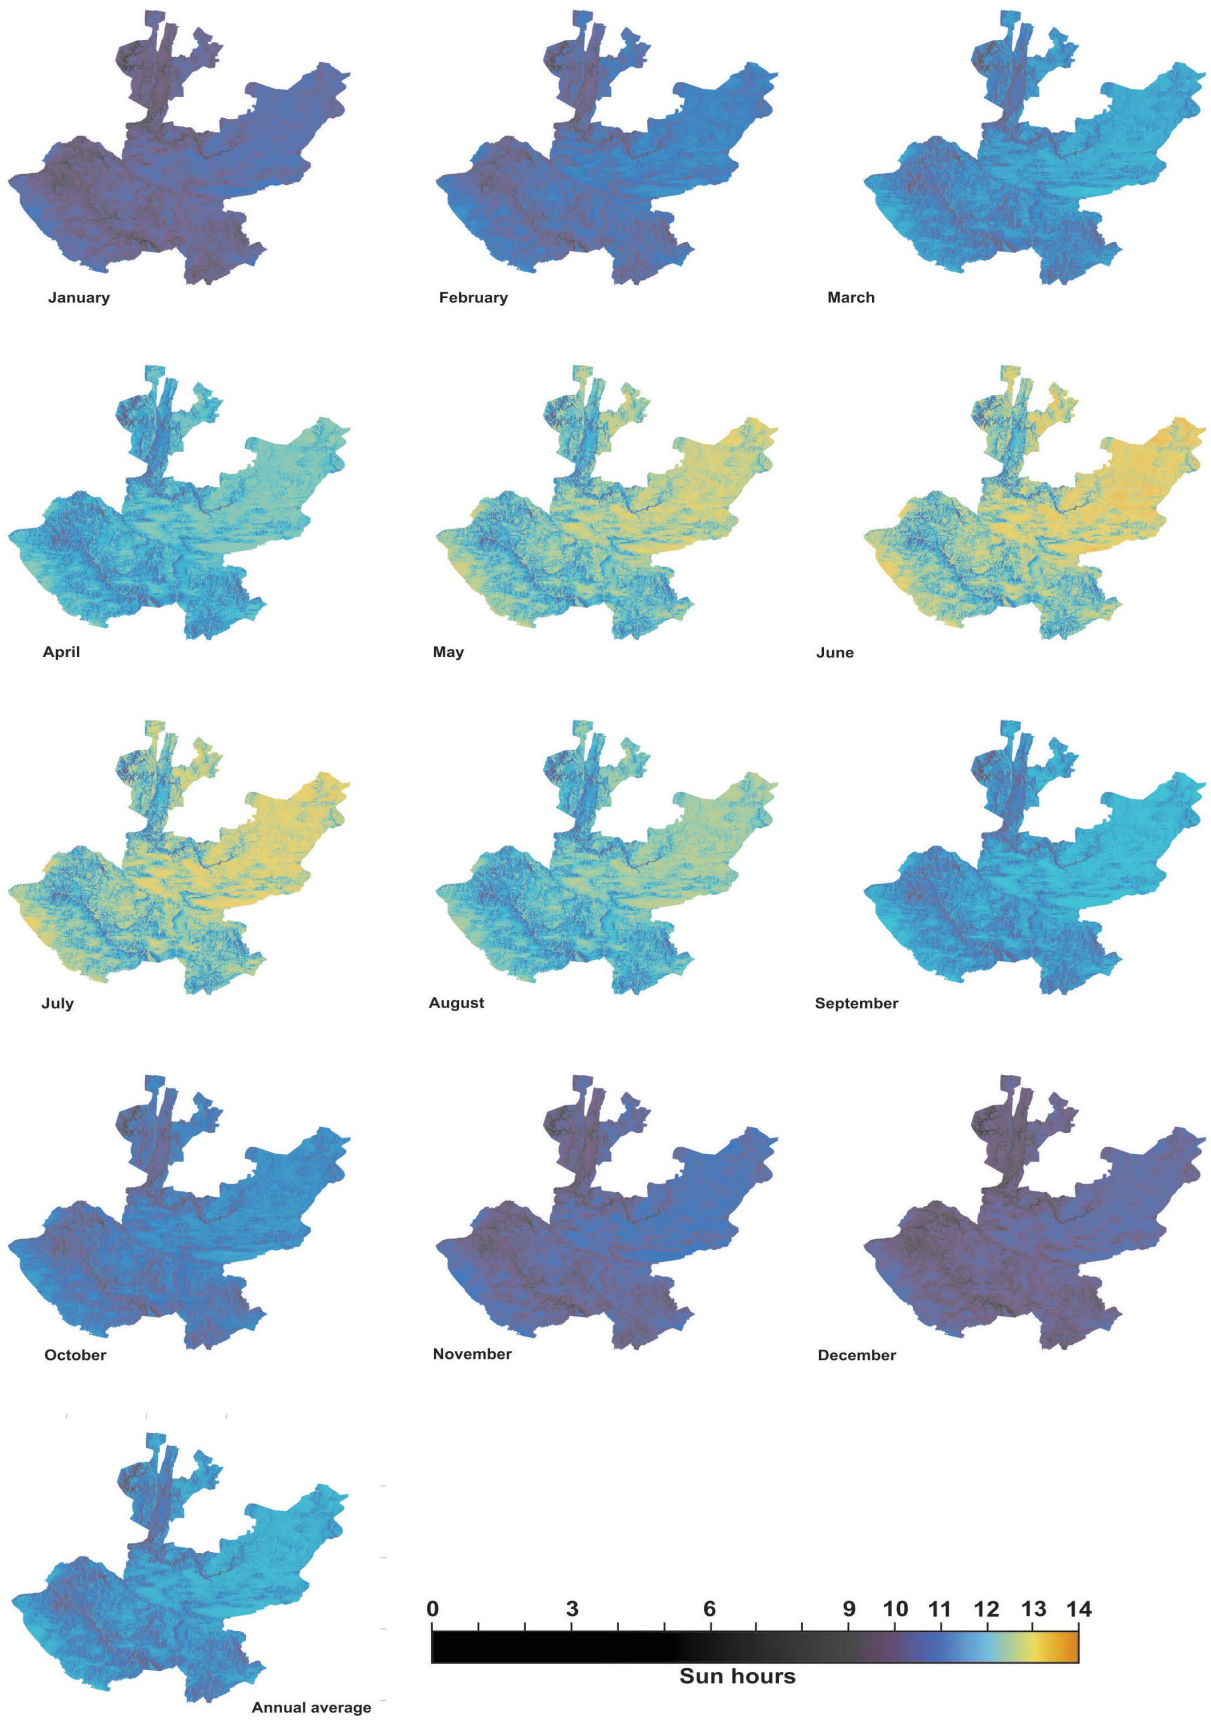 January
February
March
April
May
June
July
August
September
October
November
December
Annual average
0 3 6 9 10 11 12 13 14
Sun hours